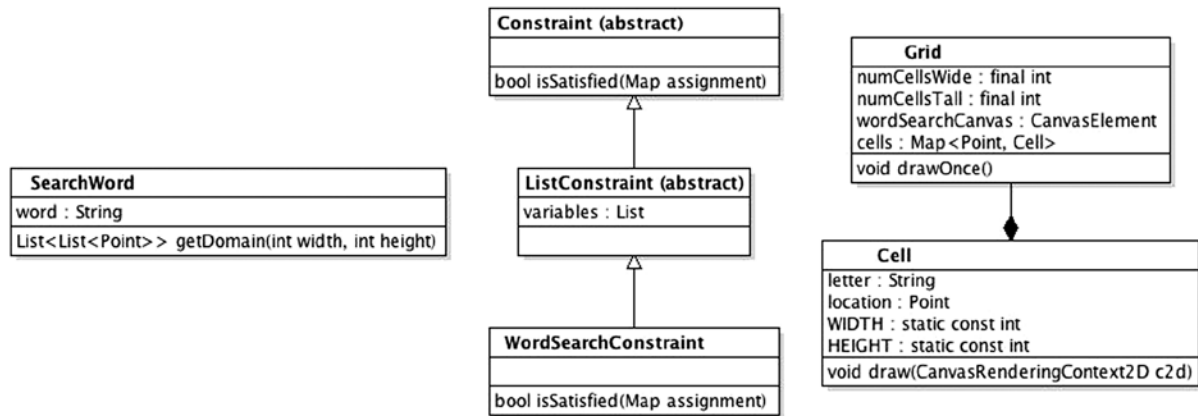 SearchWord
word : String
List<List<Point>> getDomain(int width, int height)
Constraint (abstract)
bool isSatisfied(Map assignment)
ListConstraint (abstract)
variables : List
WordSearchConstraint
bool isSatisfied(Map assignment)
Grid
numCellsWide : final int
numCellsTall : final int
wordSearchCanvas : CanvasElement
cells : Map<Point, Cell>
void drawOnce()
Cell
letter : String
location : Point
WIDTH : static const int
HEIGHT : static const int
void draw(CanvasRenderingContext2D c2d)